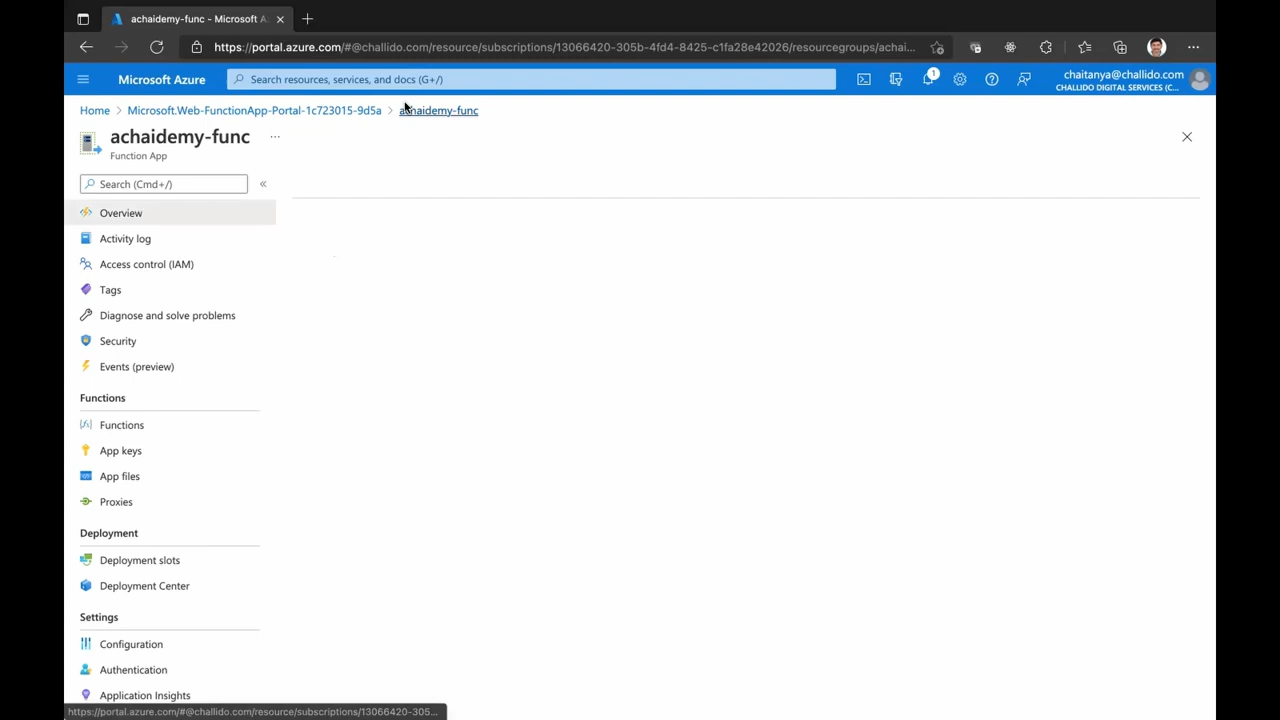 achaidemy-func - Microsoft A
https://portal.azure.com/#@challido.com/resource/subscriptions/13066420-305b-4fd4-8425-c1fa28e42026/resourcegroups/achai...
Microsoft Azure
Search resources, services, and docs (G+/)
1
chaitanya@challido.com
CHALLIDO DIGITAL SERVICES (C...
Home > Microsoft.Web-FunctionApp-Portal-1c723015-9d5a > achaidemy-func
achaidemy-func ...
Function App
Search (Cmd+/)
«
Overview
Activity log
Access control (IAM)
Tags
Diagnose and solve problems
Security
Events (preview)
Functions
Functions
App keys
App files
Proxies
Deployment
Deployment slots
Deployment Center
Settings
Configuration
Authentication
Application Insights
https://portal.azure.com/#@challido.com/resource/subscriptions/13066420-305...